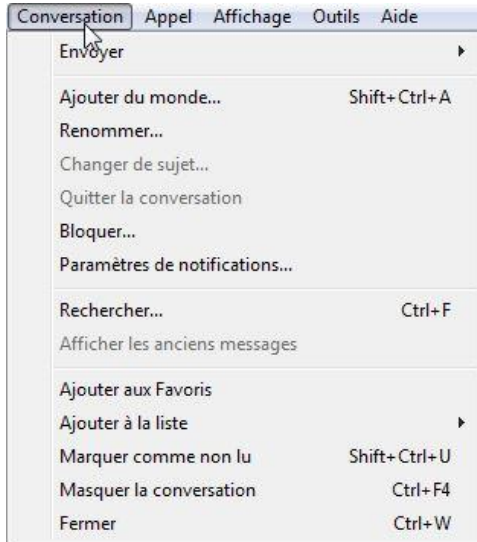 Conversation Appel Affichage Outils Aide
Envoyer
Ajouter du monde... Shift+Ctrl+A
Renommer...
Changer de sujet...
Quitter la conversation
Bloquer...
Paramètres de notifications...
Rechercher... Ctrl+F
Afficher les anciens messages
Ajouter aux Favoris
Ajouter à la liste
Marquer comme non lu Shift+Ctrl+U
Masquer la conversation Ctrl+F4
Fermer Ctrl+W